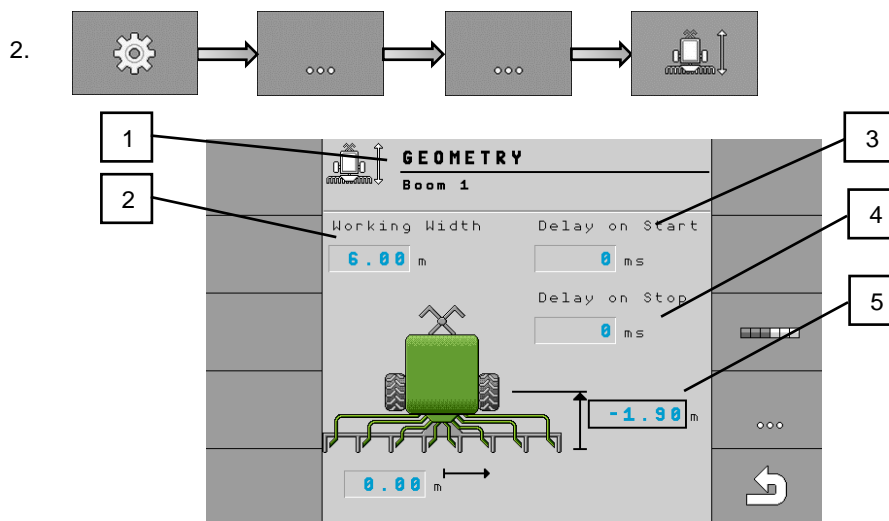 2.
1
GEOMETRY
Boom 1
3
2
Working Width
Delay on Start
4
6.00 m
0 ms
Delay on Stop
5
0 ms
-1.90 m
0.00 m